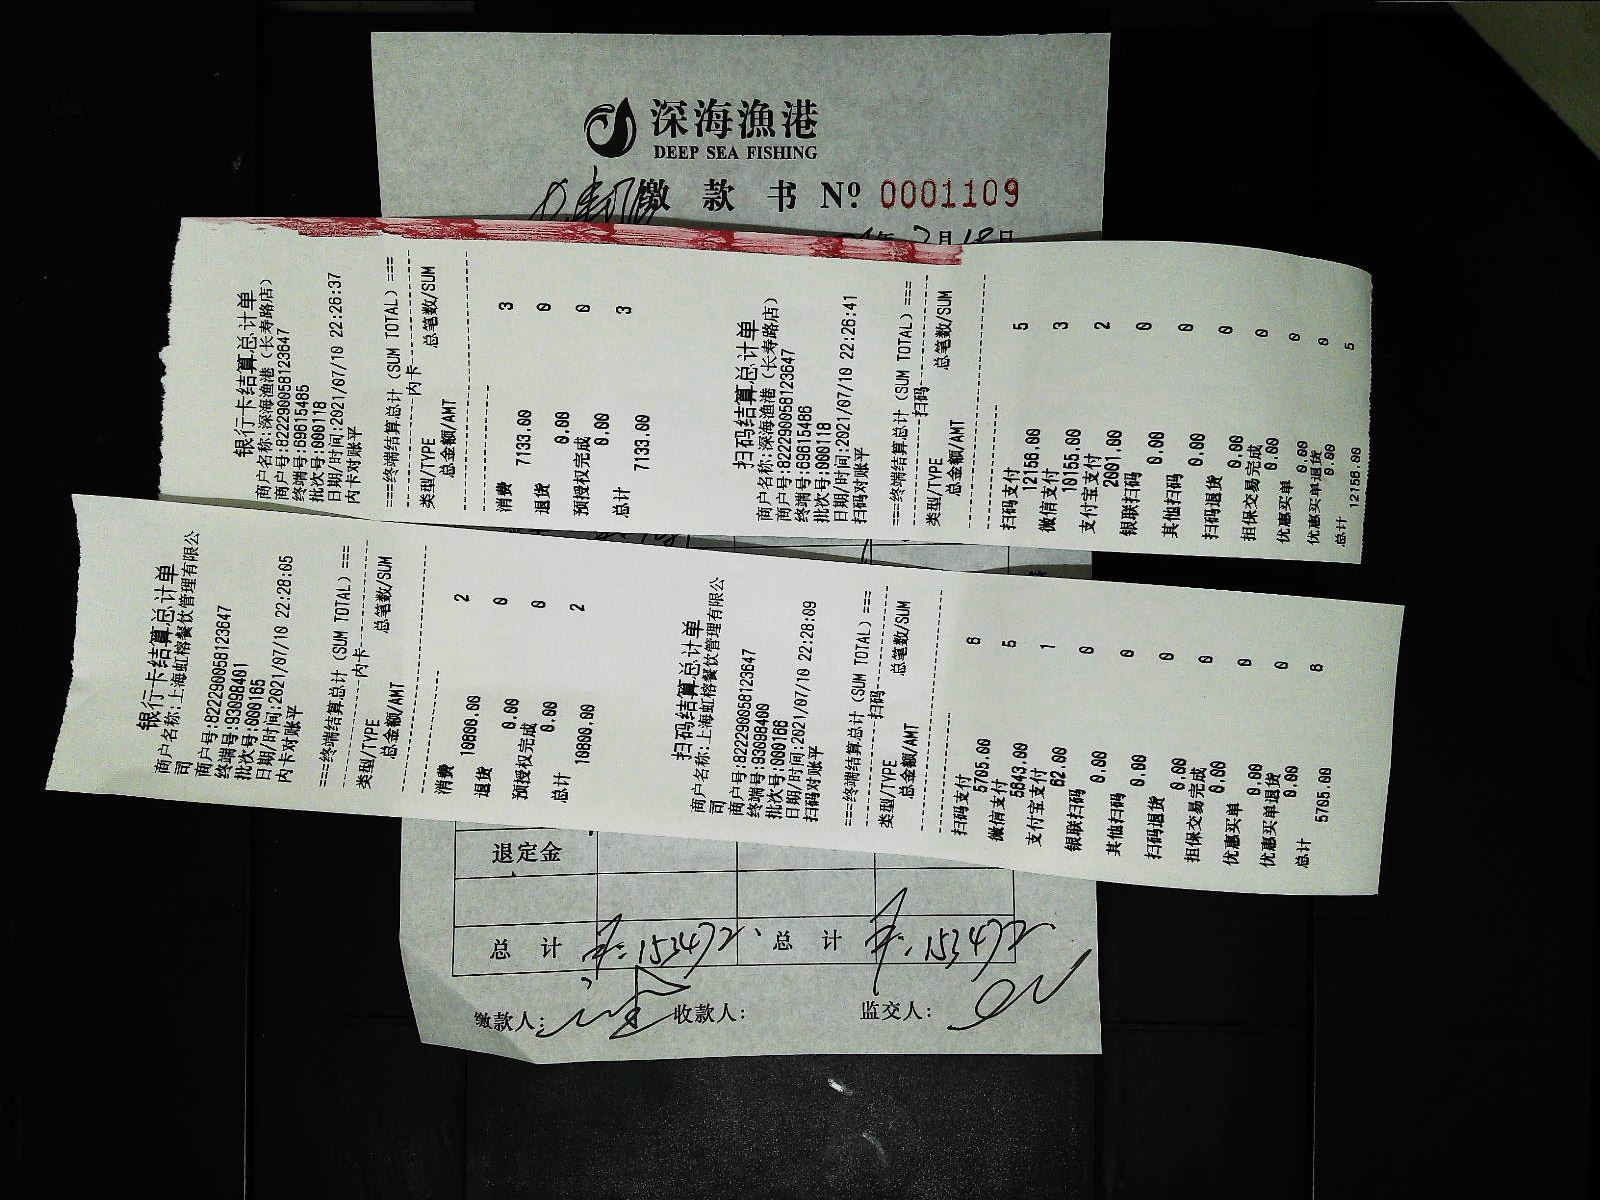 深海漁港
DEEP SEA FISHING
缴 款 书 Nº 0001109
月18日
银行卡结算总计单
商户名称:深海渔港（长寿路店）
商户号:822290058123647
终端号:69615485
批次号:000118
日期/时间:2021/07/10 22:26:37
内卡对账平
===终端结算总计（SUM TOTAL）===
内卡
类型/TYPE 总笔数/SUM
总金额/AMT
消费 3
7133.00
退货 0
0.00
预授权完成 0
0.00
总计 3
7133.00
扫码结算总计单
商户名称:深海渔港（长寿路店）
商户号:822290058123647
终端号:69615486
批次号:000118
日期/时间:2021/07/10 22:26:41
扫码对账平
===终端结算总计（SUM TOTAL）===
扫码
类型/TYPE 总笔数/SUM
总金额/AMT
扫码支付 5
12156.00
微信支付 3
10155.00
支付宝支付 2
2001.00
银联扫码 0
0.00
其他扫码 0
0.00
扫码退货 0
0.00
担保交易完成 0
0.00
优惠买单 0
0.00
优惠买单退货 0
0.00
总计 5
12156.00
银行卡结算总计单
商户名称:上海虹榕餐饮管理有限公
司
商户号:822290058123647
终端号:93098401
批次号:000165
日期/时间:2021/07/10 22:28:05
内卡对账平
===终端结算总计（SUM TOTAL）===
内卡
类型/TYPE 总笔数/SUM
总金额/AMT
消费 2
10800.00
退货 0
0.00
预授权完成 0
0.00
总计 2
10800.00
扫码结算总计单
商户名称:上海虹榕餐饮管理有限公
司
商户号:822290058123647
终端号:93098400
批次号:000166
日期/时间:2021/07/10 22:28:09
扫码对账平
===终端结算总计（SUM TOTAL）===
扫码
类型/TYPE 总笔数/SUM
总金额/AMT
扫码支付 6
5705.00
微信支付 5
5643.00
支付宝支付 1
62.00
银联扫码 0
0.00
其他扫码 0
0.00
扫码退货 0
0.00
担保交易完成 0
0.00
优惠买单 0
0.00
优惠买单退货 0
0.00
总计 6
5705.00
退定金
总 计 总 计
缴款人: 收款人: 监交人: